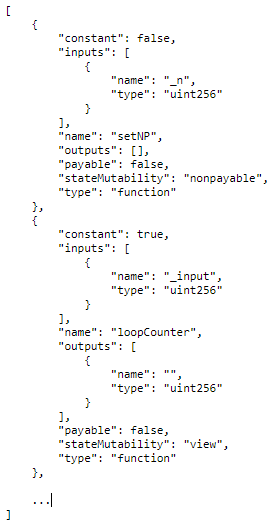 [
    {
        "constant": false,
        "inputs": [
            {
                "name": "_n",
                "type": "uint256"
            }
        ],
        "name": "setNP",
        "outputs": [],
        "payable": false,
        "stateMutability": "nonpayable",
        "type": "function"
    },
    {
        "constant": true,
        "inputs": [
            {
                "name": "_input",
                "type": "uint256"
            }
        ],
        "name": "loopCounter",
        "outputs": [
            {
                "name": "",
                "type": "uint256"
            }
        ],
        "payable": false,
        "stateMutability": "view",
        "type": "function"
    },
    ...
]